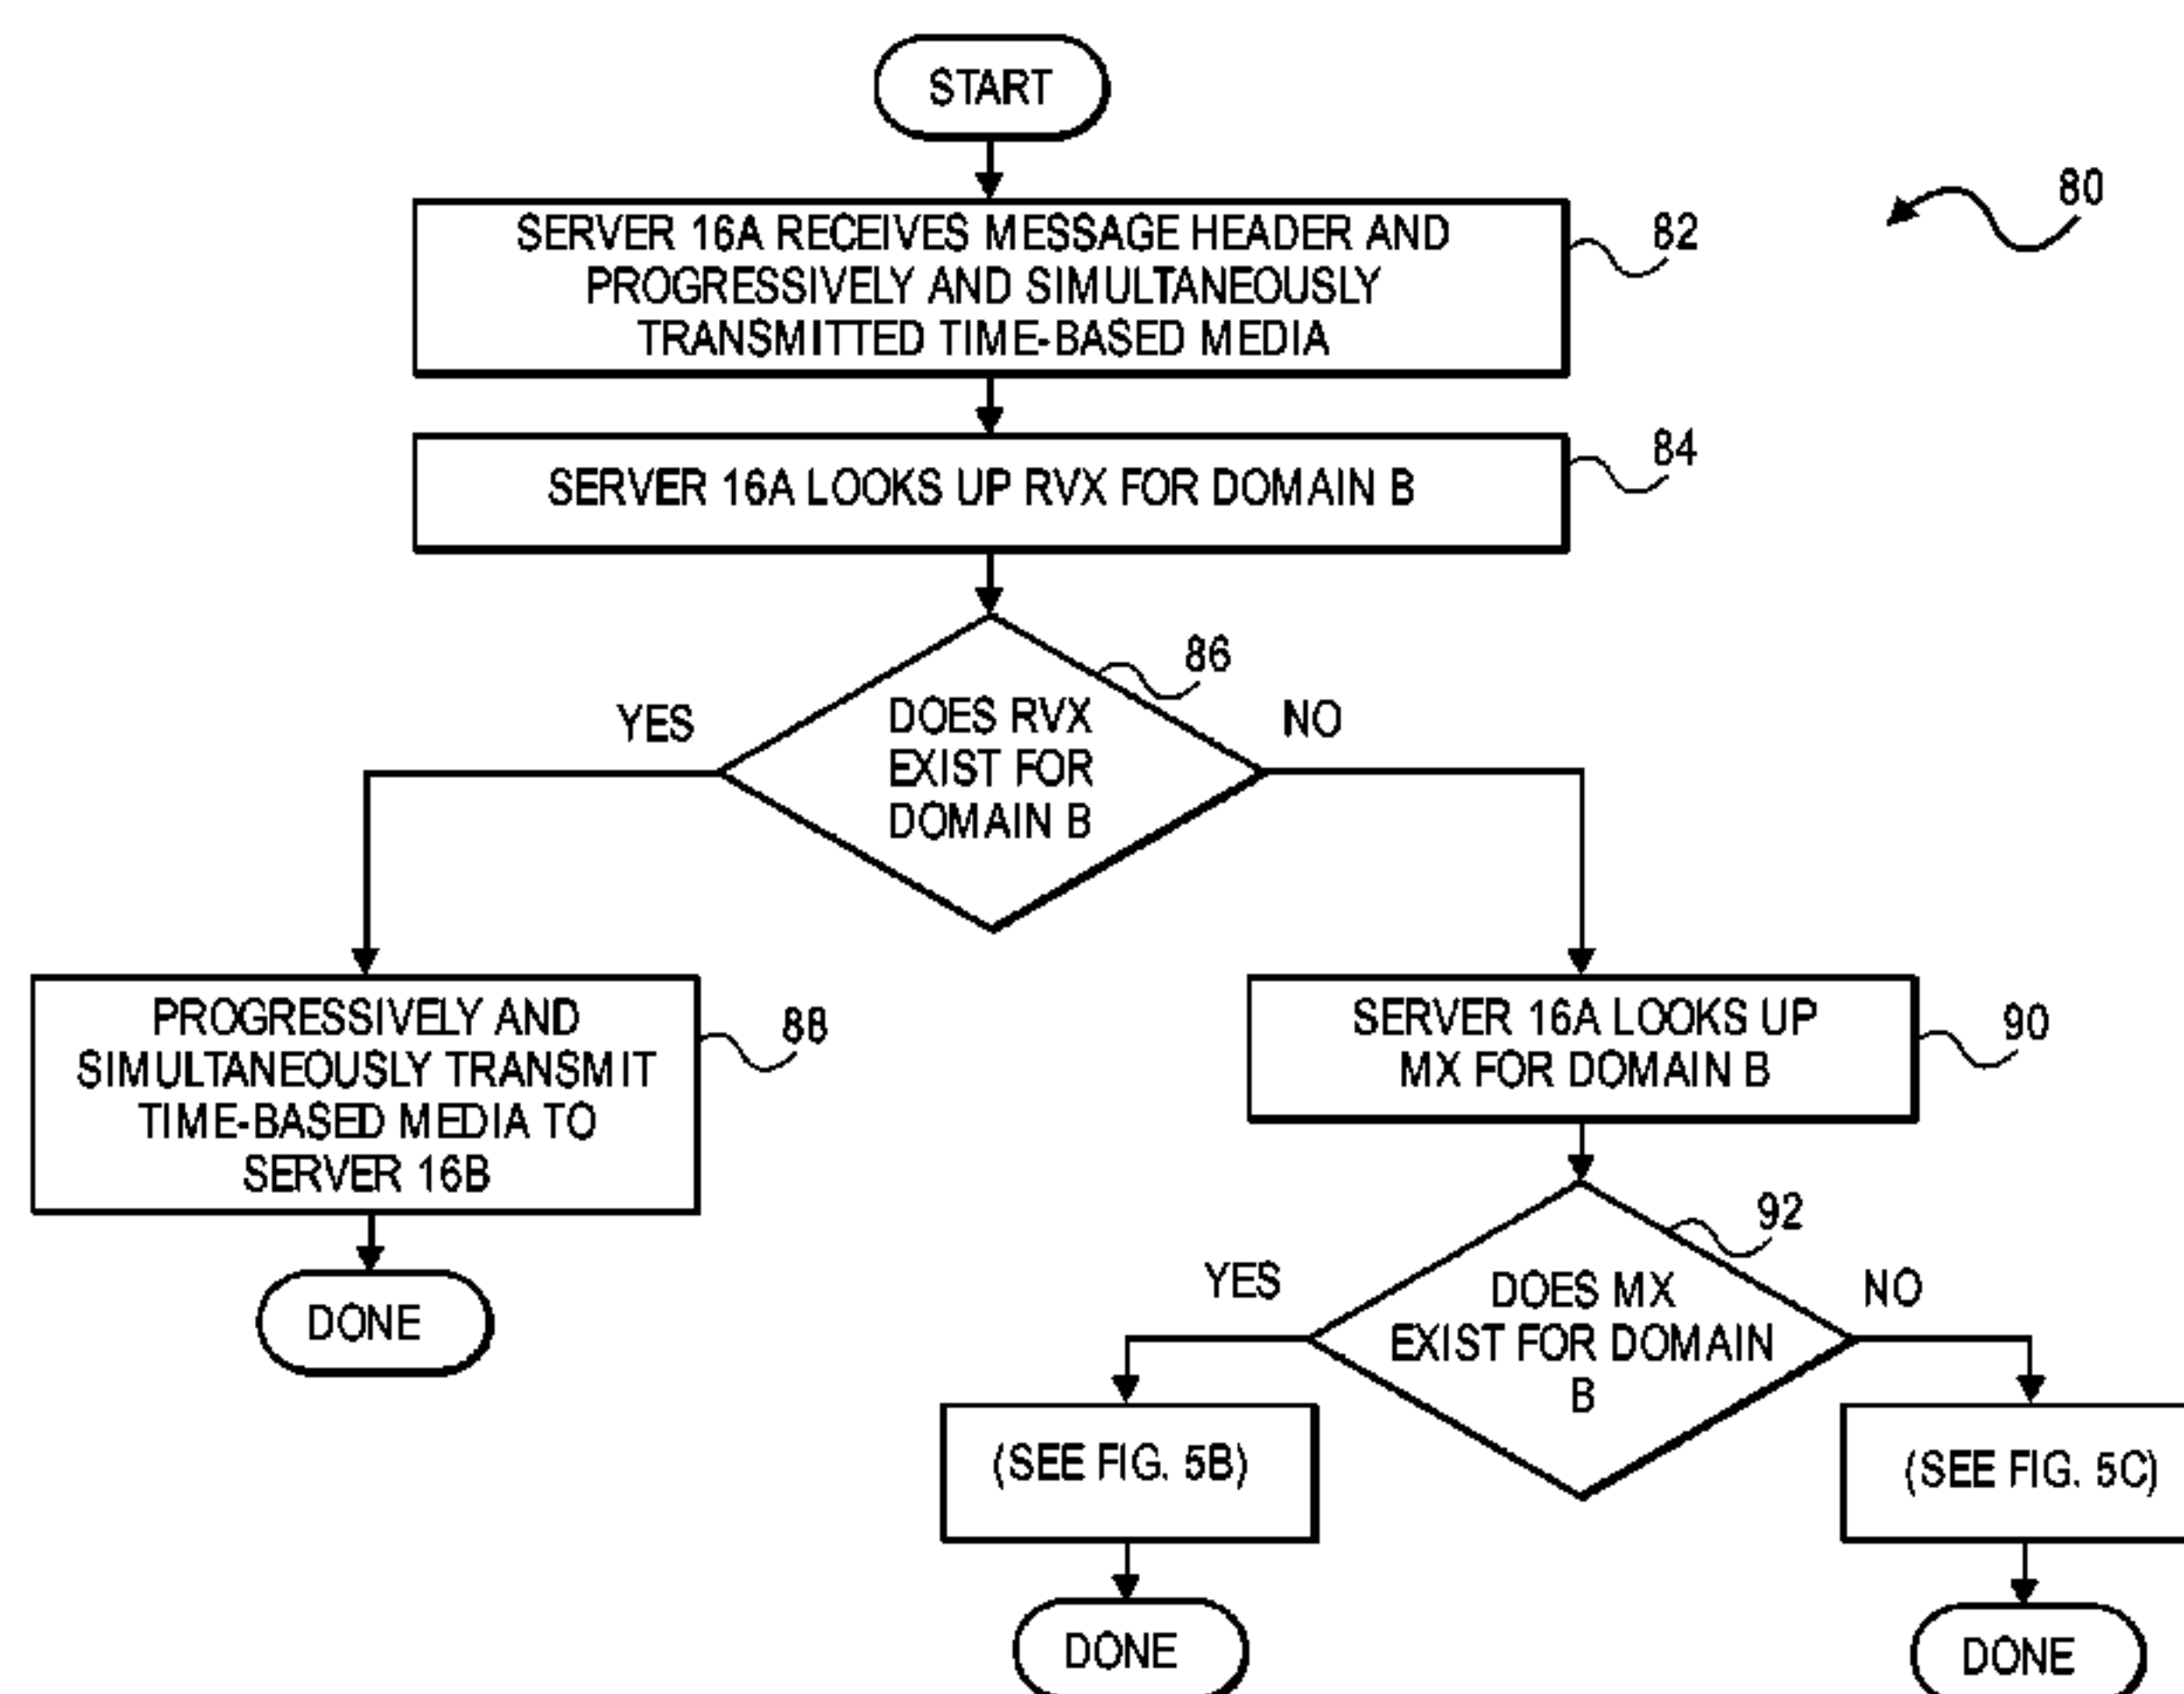 START
80
SERVER 16A RECEIVES MESSAGE HEADER AND
PROGRESSIVELY AND SIMULTANEOUSLY
TRANSMITTED TIME-BASED MEDIA
82
SERVER 16A LOOKS UP RVX FOR DOMAIN B
84
86
DOES RVX
EXIST FOR
DOMAIN B
YES
NO
PROGRESSIVELY AND
SIMULTANEOUSLY TRANSMIT
TIME-BASED MEDIA TO
SERVER 16B
88
SERVER 16A LOOKS UP
MX FOR DOMAIN B
90
DONE
92
DOES MX
EXIST FOR DOMAIN
B
YES
NO
(SEE FIG. 5B)
(SEE FIG. 5C)
DONE
DONE